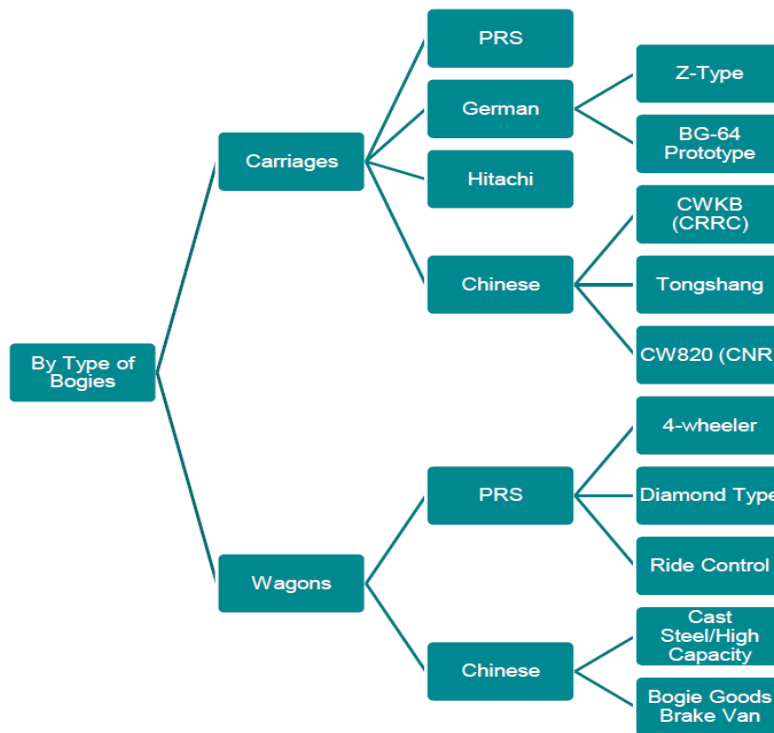 By Type of
Bogies
Carriages
PRS
German
Z-Type
BG-64
Prototype
Hitachi
Chinese
CWKB
(CRRC)
Tongshang
CW820 (CNR)
Wagons
PRS
4-wheeler
Diamond Type
Ride Control
Chinese
Cast
Steel/High
Capacity
Bogie Goods
Brake Van